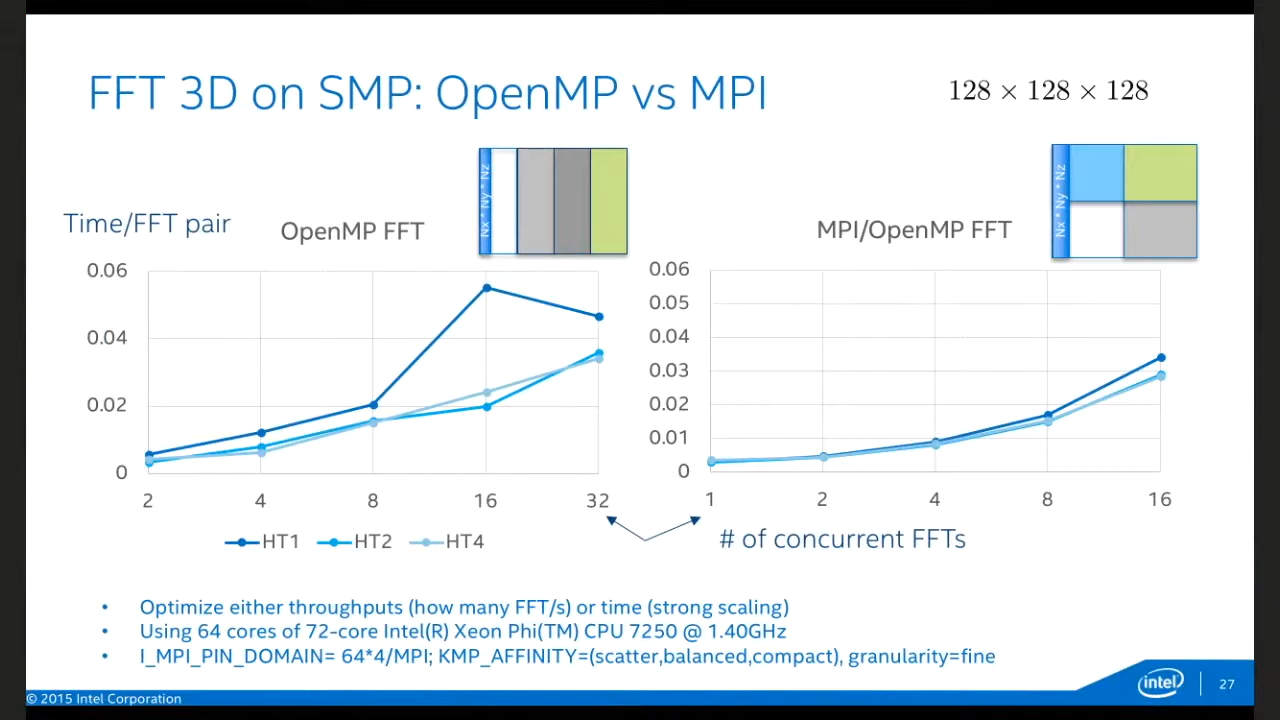 FFT 3D on SMP: OpenMP vs MPI
128 × 128 × 128
Time/FFT pair
OpenMP FFT
Nx * Ny * Nz
0.06
0.04
0.02
0
2 4 8 16 32
HT1 HT2 HT4
MPI/OpenMP FFT
Nx * Ny * Nz
0.06
0.05
0.04
0.03
0.02
0.01
0
1 2 4 8 16
# of concurrent FFTs
• Optimize either throughputs (how many FFT/s) or time (strong scaling)
• Using 64 cores of 72-core Intel(R) Xeon Phi(TM) CPU 7250 @ 1.40GHz
• I_MPI_PIN_DOMAIN= 64*4/MPI; KMP_AFFINITY=(scatter,balanced,compact), granularity=fine
© 2015 Intel Corporation
intel
27